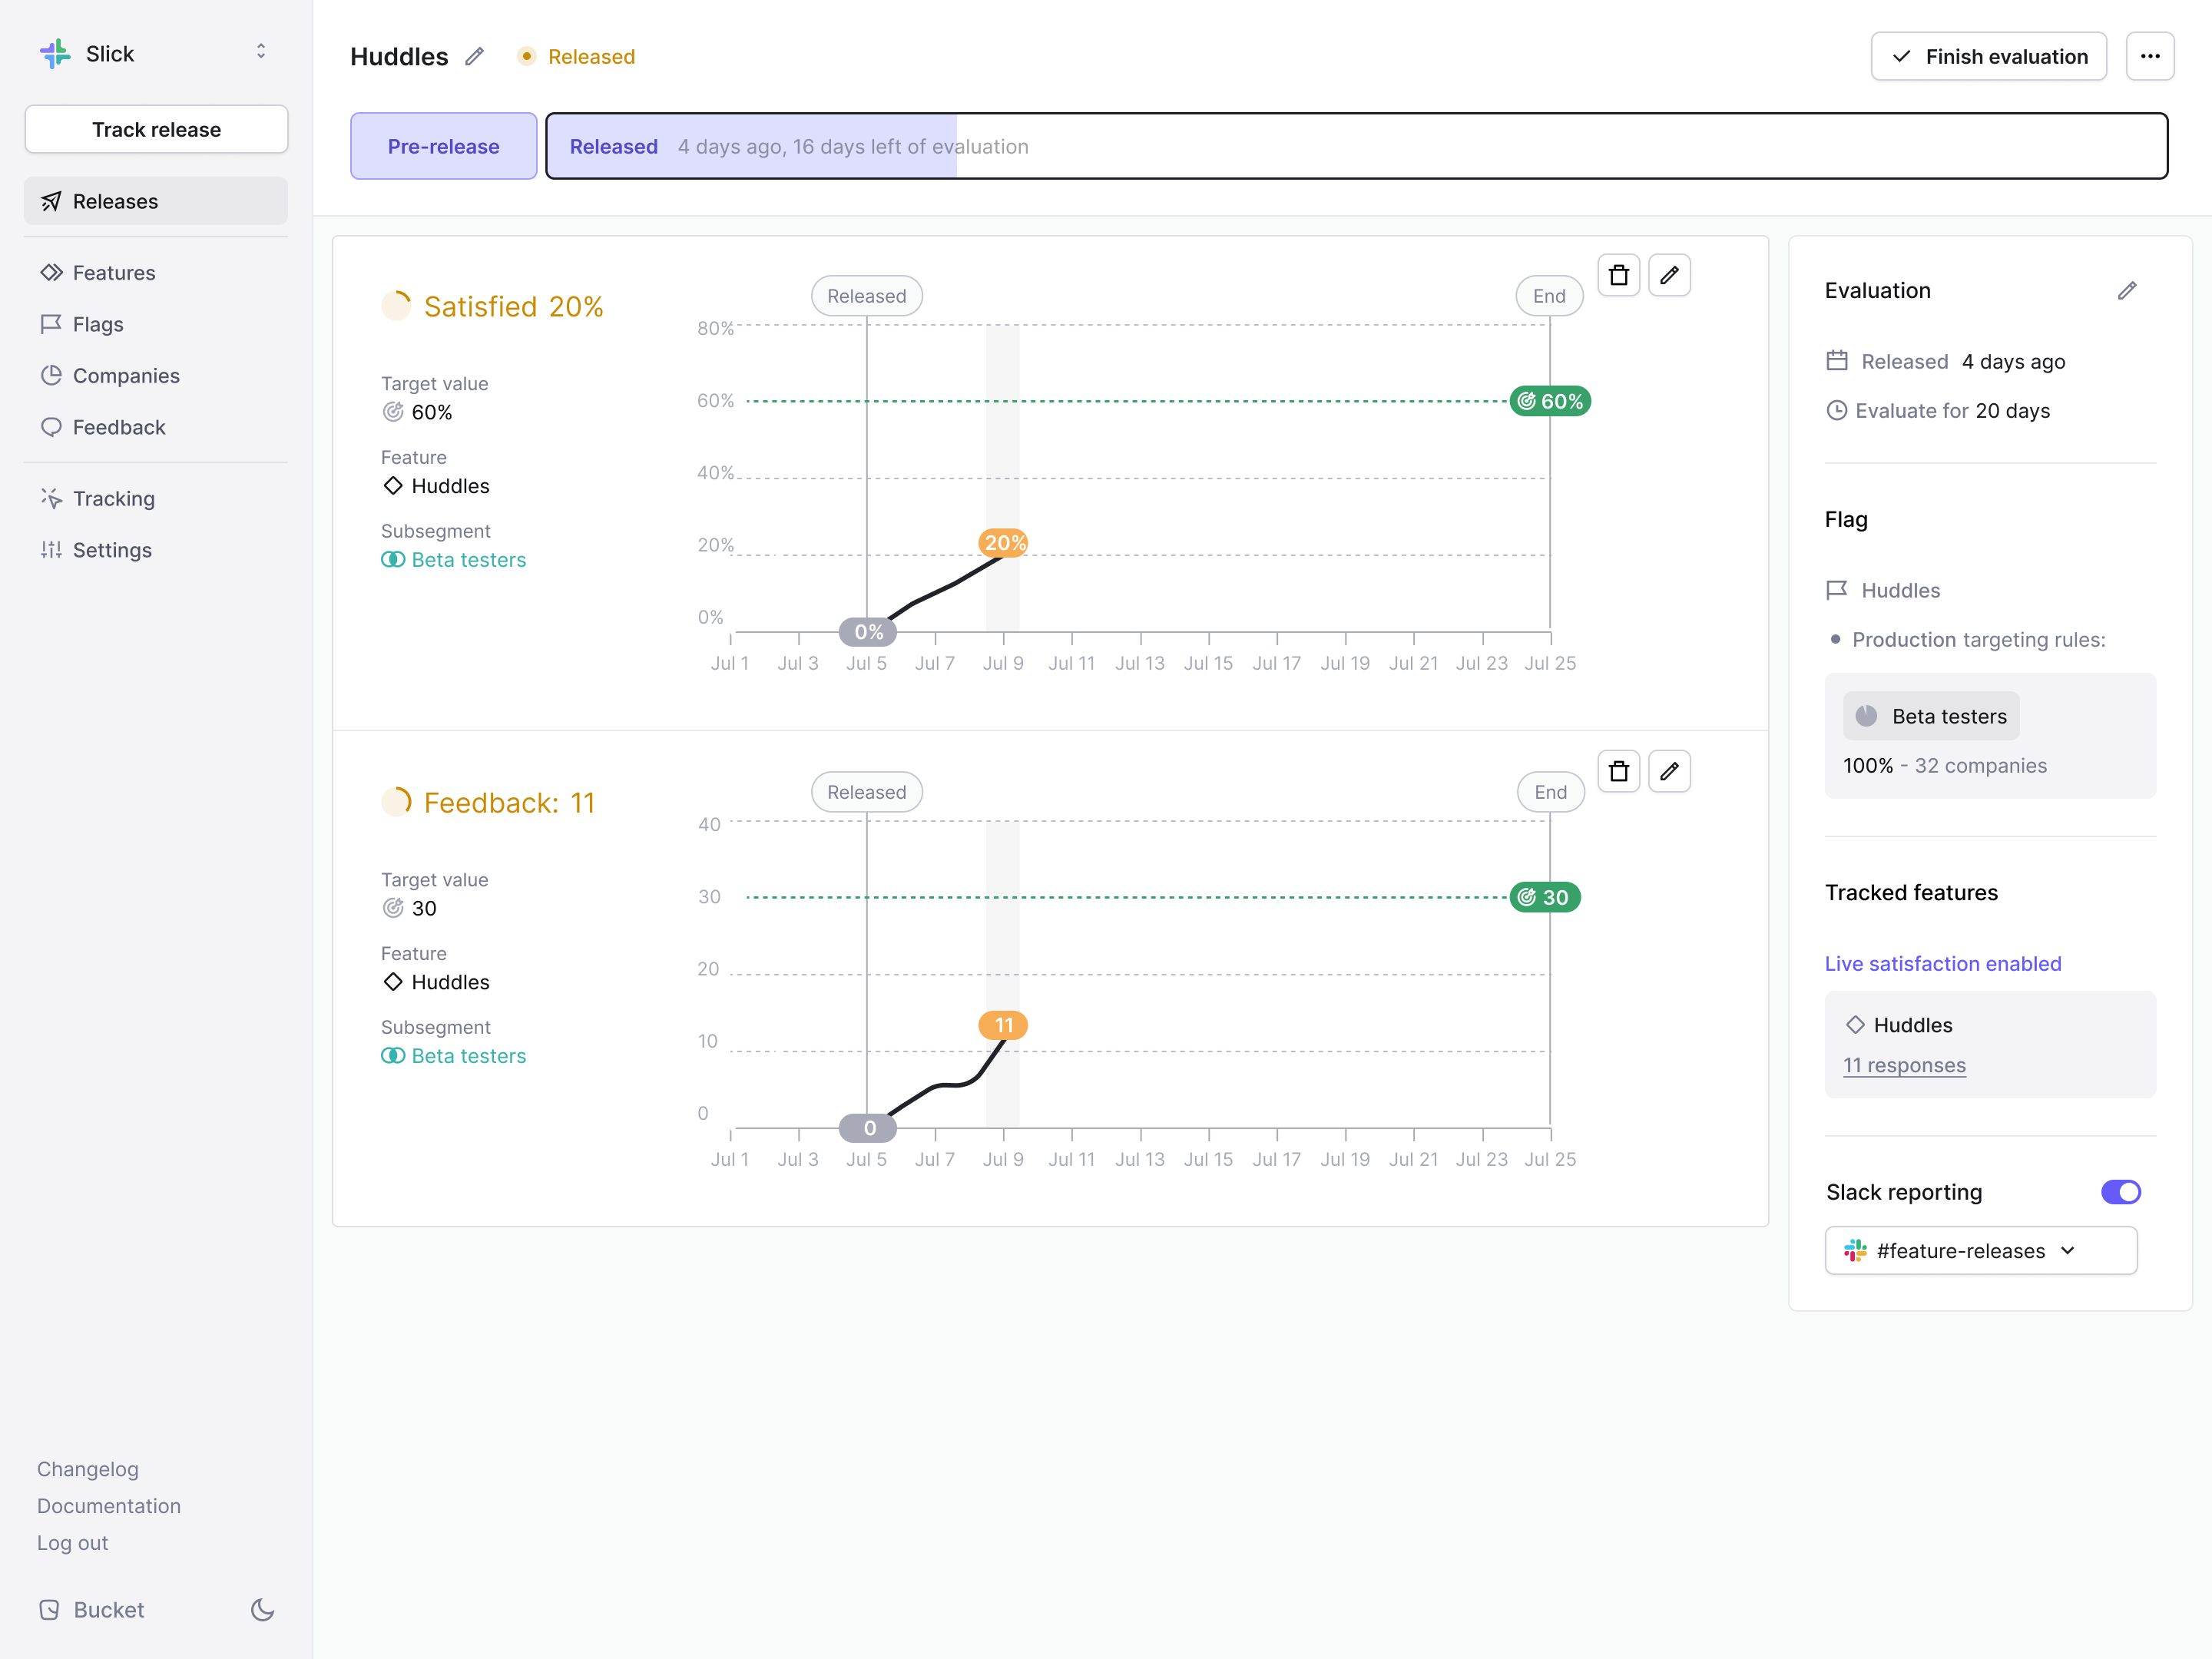 Slick
Track release
Releases
Features
Flags
Companies
Feedback
Tracking
Settings
Changelog
Documentation
Log out
Bucket
Huddles
Released
Finish evaluation
Pre-release
Released 4 days ago, 16 days left of evaluation
Satisfied 20%
Target value
60%
Feature
Huddles
Subsegment
Beta testers
Released
End
80%
60%
60%
40%
20%
20%
0%
0%
Jul 1 Jul 3 Jul 5 Jul 7 Jul 9 Jul 11 Jul 13 Jul 15 Jul 17 Jul 19 Jul 21 Jul 23 Jul 25
Feedback: 11
Target value
30
Feature
Huddles
Subsegment
Beta testers
Released
End
40
30
30
20
11
10
0
0
Jul 1 Jul 3 Jul 5 Jul 7 Jul 9 Jul 11 Jul 13 Jul 15 Jul 17 Jul 19 Jul 21 Jul 23 Jul 25
Evaluation
Released 4 days ago
Evaluate for 20 days
Flag
Huddles
Production targeting rules:
Beta testers
100% - 32 companies
Tracked features
Live satisfaction enabled
Huddles
11 responses
Slack reporting
#feature-releases